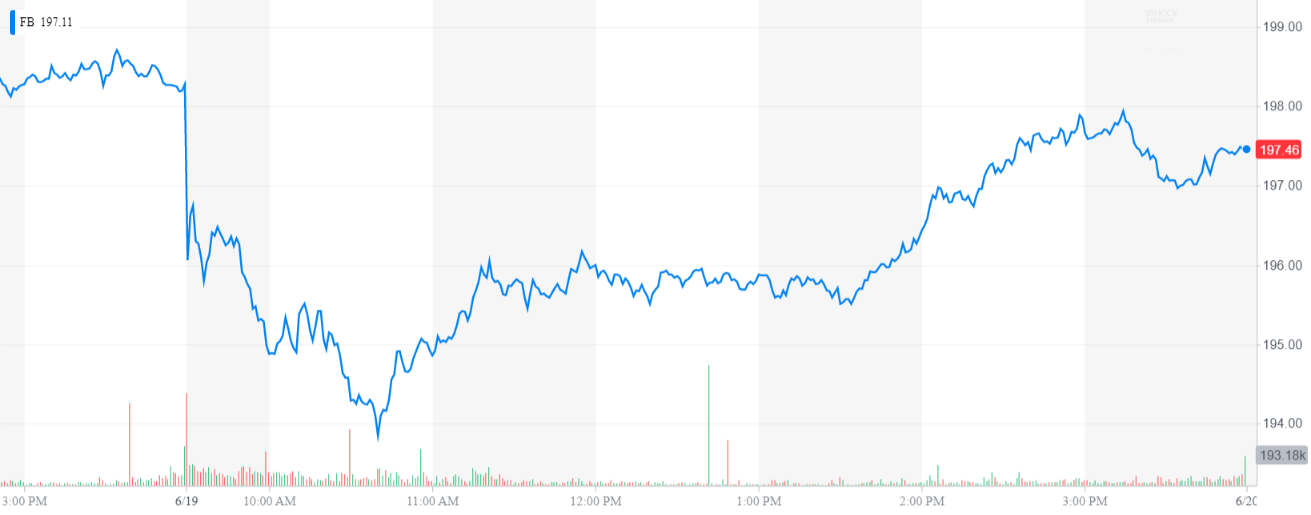 FB 197.11
199.00
198.00
197.46
197.00
196.00
195.00
194.00
193.18k
3:00 PM
6/19
10:00 AM
11:00 AM
12:00 PM
1:00 PM
2:00 PM
3:00 PM